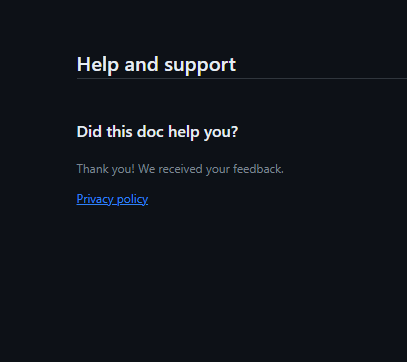 Help and support
Did this doc help you?
Thank you! We received your feedback.
Privacy policy